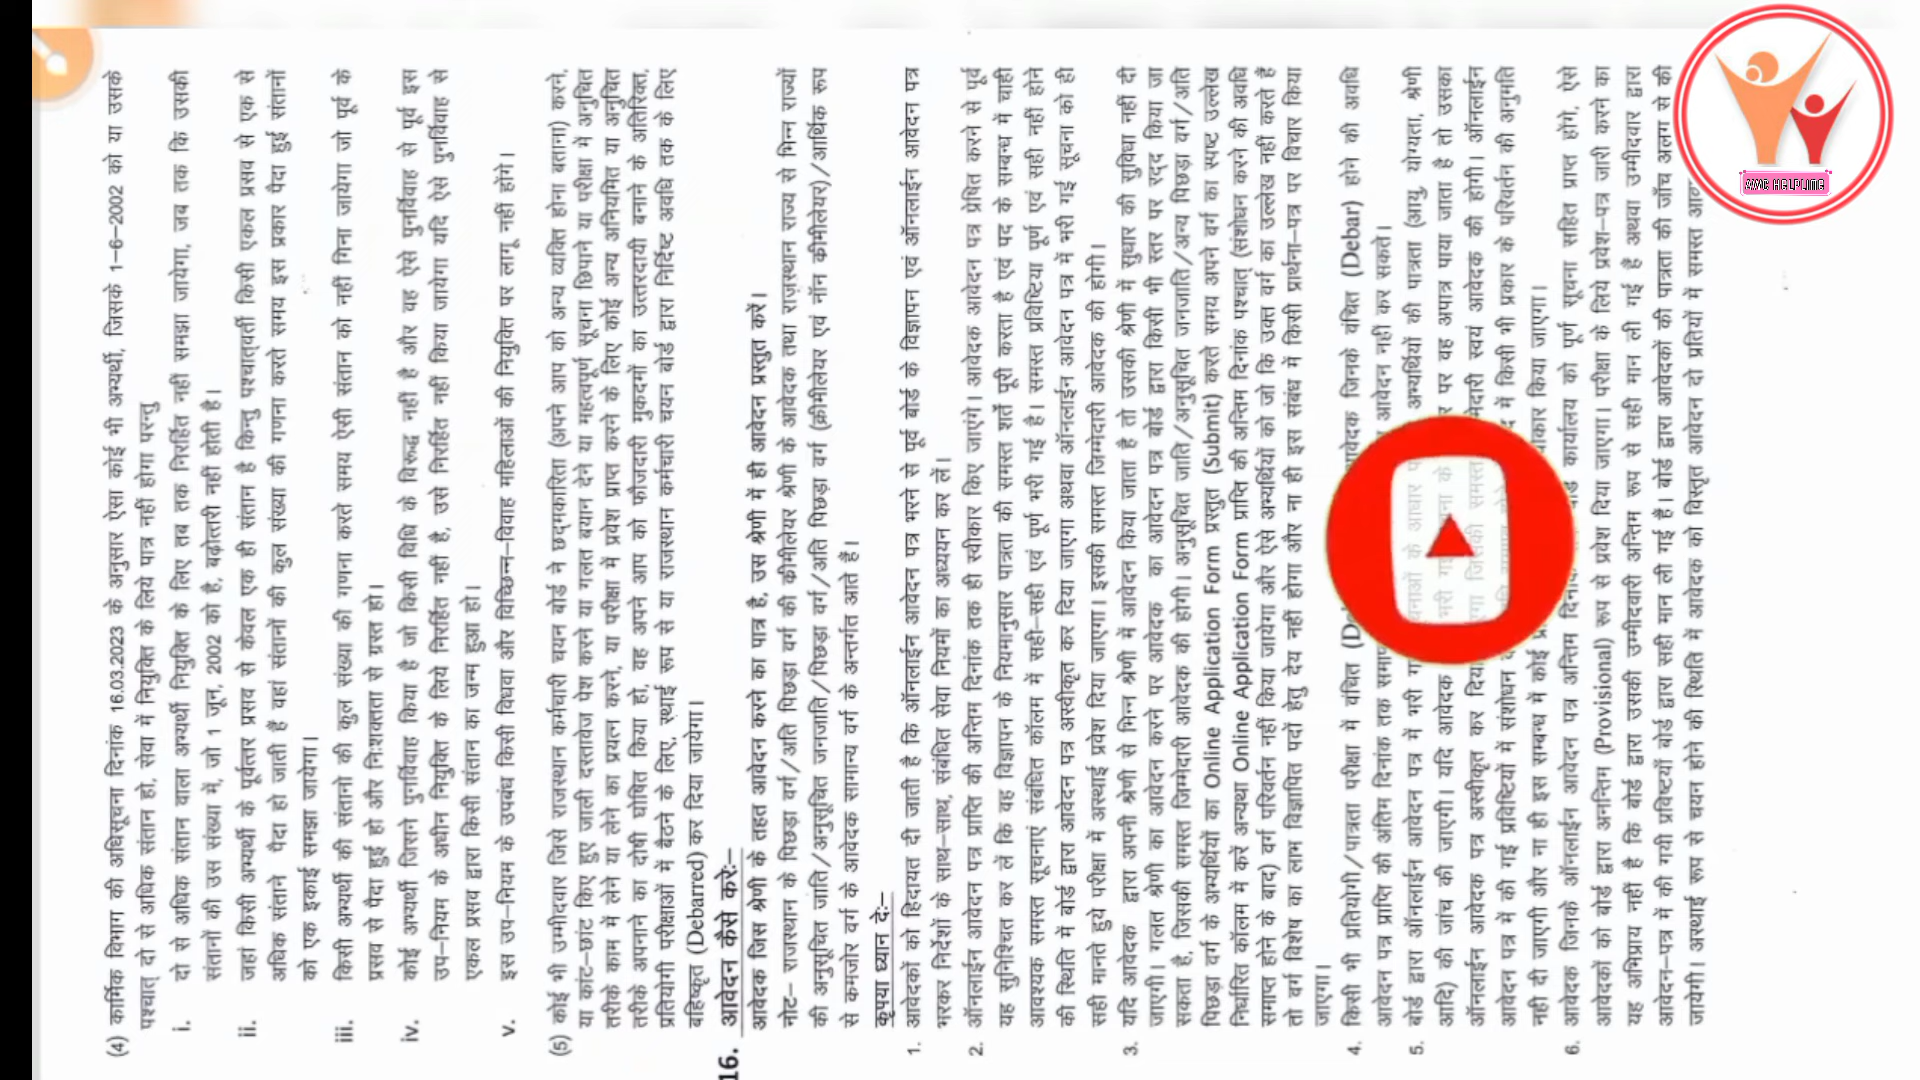 (4) कार्मिक विभाग की अधिसूचना दिनांक 16.03.2023 के अनुसार ऐसा कोई भी अभ्यर्थी, जिसके 1-6-2002 को या उसके
पश्चात् दो से अधिक संतान हो, सेवा में नियुक्ति के लिये पात्र नहीं होगा परन्तु
i. दो से अधिक संतान वाला अभ्यर्थी नियुक्ति के लिए तब तक निरर्हित नहीं समझा जायेगा, जब तक कि उसकी
संतानों की उस संख्या में, जो 1 जून, 2002 को है, बढ़ोत्तरी नहीं होती है।
ii. जहां किसी अभ्यर्थी के पूर्वत्तर प्रसव से केवल एक ही संतान है किन्तु पश्चात्वर्ती किसी एकल प्रसव से एक से
अधिक संताने पैदा हो जाती हैं वहां संतानों की कुल संख्या की गणना करते समय इस प्रकार पैदा हुई संतानों
को एक इकाई समझा जायेगा।
iii. किसी अभ्यर्थी की संतानो की कुल संख्या की गणना करते समय ऐसी संतान को नहीं गिना जायेगा जो पूर्व के
प्रसव से पैदा हुई हो और निःशक्तता से ग्रस्त हो।
iv. कोई अभ्यर्थी जिसने पुनर्विवाह किया है जो किसी विधि के विरूद्ध नहीं है और वह ऐसे पुनर्विवाह से पूर्व इस
उप-नियम के अधीन नियुक्ति के लिये निरर्हित नहीं है, उसे निरर्हित नहीं किया जायेगा यदि ऐसे पुनर्विवाह से
एकल प्रसव द्वारा किसी संतान का जन्म हुआ हो।
v. इस उप-नियम के उपबंध किसी विधवा और विच्छिन्न-विवाह महिलाओं की नियुक्ति पर लागू नहीं होंगे।
(5) कोई भी उम्मीदवार जिसे राजस्थान कर्मचारी चयन बोर्ड ने छद्मकारिता (अपने आप को अन्य व्यक्ति होना बताना) करने,
या कांट-छांट किए हुए जाली दस्तावेज पेश करने या गलत बयान देने या महत्वपूर्ण सूचना छिपाने या परीक्षा में अनुचित
तरीके काम में लेने या लेने का प्रयत्न करने, या परीक्षा में प्रवेश प्राप्त करने के लिए कोई अन्य अनियमित या अनुचित
तरीके अपनाने का दोषी घोषित किया हो, वह अपने आप को फौजदारी मुकदमों का उत्तरदायी बनाने के अतिरिक्त,
प्रतियोगी परीक्षाओं में बैठने के लिए, स्थाई रूप से या राजस्थान कर्मचारी चयन बोर्ड द्वारा निर्दिष्ट अवधि तक के लिए
बहिष्कृत (Debarred) कर दिया जायेगा।
16. आवेदन कैसे करेः-
आवेदक जिस श्रेणी के तहत आवेदन करने का पात्र है, उस श्रेणी में ही आवेदन प्रस्तुत करें।
नोट- राजस्थान के पिछड़ा वर्ग/अति पिछड़ा वर्ग की क्रीमीलेयर श्रेणी के आवेदक तथा राजस्थान राज्य से भिन्न राज्यों
की अनुसूचित जाति/अनुसूचित जनजाति/पिछड़ा वर्ग/अति पिछड़ा वर्ग (क्रीमीलेयर एवं नॉन क्रीमीलेयर)/आर्थिक रूप
से कमजोर वर्ग के आवेदक सामान्य वर्ग के अन्तर्गत आते है।
कृपया ध्यान देः-
1. आवेदकों को हिदायत दी जाती है कि ऑनलाईन आवेदन पत्र भरने से पूर्व बोर्ड के विज्ञापन एवं ऑनलाईन आवेदन पत्र
भरकर निर्देशों के साथ-साथ, संबंधित सेवा नियमों का अध्ययन कर लें।
2. ऑनलाईन आवेदन पत्र प्राप्ति की अन्तिम दिनांक तक ही स्वीकार किए जाएंगे। आवेदक आवेदन पत्र प्रेषित करने से पूर्व
यह सुनिश्चित कर लें कि वह विज्ञापन के नियमानुसार पात्रता की समस्त शर्ते पूरी करता है एवं पद के सम्बन्ध में चाही
आवश्यक समस्त सूचनाएं संबंधित कॉलम में सही-सही एवं पूर्ण भरी गई है। समस्त प्रविष्टिया पूर्ण एवं सही नहीं होने
की स्थिति में बोर्ड द्वारा आवेदन पत्र अस्वीकृत कर दिया जाएगा अथवा ऑनलाईन आवेदन पत्र में भरी गई सूचना को ही
सही मानते हुये परीक्षा में अस्थाई प्रवेश दिया जाएगा। इसकी समस्त जिम्मेदारी आवेदक की होगी।
3. यदि आवेदक द्वारा अपनी श्रेणी से भिन्न श्रेणी में आवेदन किया जाता है तो उसकी श्रेणी में सुधार की सुविधा नहीं दी
जाएगी। गलत श्रेणी का आवेदन करने पर आवेदक का आवेदन पत्र बोर्ड द्वारा किसी भी स्तर पर रद्द किया जा
सकता है, जिसकी समस्त जिम्मेदारी आवेदक की होगी। अनुसूचित जाति/अनुसूचित जनजाति/अन्य पिछड़ा वर्ग/अति
पिछड़ा वर्ग के अभ्यर्थियों का Online Application Form प्रस्तुत (Submit) करते समय अपने वर्ग का स्पष्ट उल्लेख
निर्धारित कॉलम में करें अन्यथा Online Application Form प्राप्ति की अन्तिम दिनांक पश्चात् (संशोधन करने की अवधि
समाप्त होने के बाद) वर्ग परिवर्तन नहीं किया जायेगा और ऐसे अभ्यर्थियों को जो कि उक्त वर्ग का उल्लेख नहीं करते है
तो वर्ग विशेष का लाभ विज्ञापित पदों हेतु देय नहीं होगा और ना ही इस संबंध में किसी प्रार्थना-पत्र पर विचार किया
जाएगा।
4. किसी भी प्रतियोगी/पात्रता परीक्षा में वंचित आवेदक जिनके वंचित (Debar) होने की अवधि
आवेदन पत्र प्राप्ति की अंतिम दिनांक तक आवेदन नहीं कर सकते।
5. बोर्ड द्वारा ऑनलाईन आवेदन पत्र में भरी के आधार अभ्यर्थियों की पात्रता (आयु योग्यता, श्रेणी
आदि) की जांच की जाएगी। यदि आवेदक भरी के पर वह अपात्र पाया जाता है तो उसका
ऑनलाईन आवेदक पत्र अस्वीकृत कर दिया जिसकी समस्त स्वयं आवेदक की होगी। ऑनलाईन
आवेदन पत्र में की गई प्रविष्टियों में संशोधन में किसी भी प्रकार के परिवर्तन की अनुमति
नही दी जाएगी और ना ही इस सम्बन्ध में कोई किया जाएगा।
6. आवेदक जिनके ऑनलाईन आवेदन पत्र अन्तिम कार्यालय को पूर्ण सूचना सहित प्राप्त होंगे, ऐसे
आवेदकों को बोर्ड द्वारा अनन्तिम (Provisional) रूप से प्रवेश दिया जाएगा। परीक्षा के लिये प्रवेश-पत्र जारी करने का
यह अभिप्राय नहीं है कि बोर्ड द्वारा उसकी उम्मीदवारी अन्तिम रूप से सही मान ली गई है अथवा उम्मीदवार द्वारा
आवेदन-पत्र में की गयी प्रविष्टियाँ बोर्ड द्वारा सही मान ली गई हैं। बोर्ड द्वारा आवेदकों की पात्रता की जाँच अलग से की
जायेगी। अस्थाई रूप से चयन होने की स्थिति में आवेदक को विस्तृत आवेदन दो प्रतियों में समस्त
AWC HELPLINE